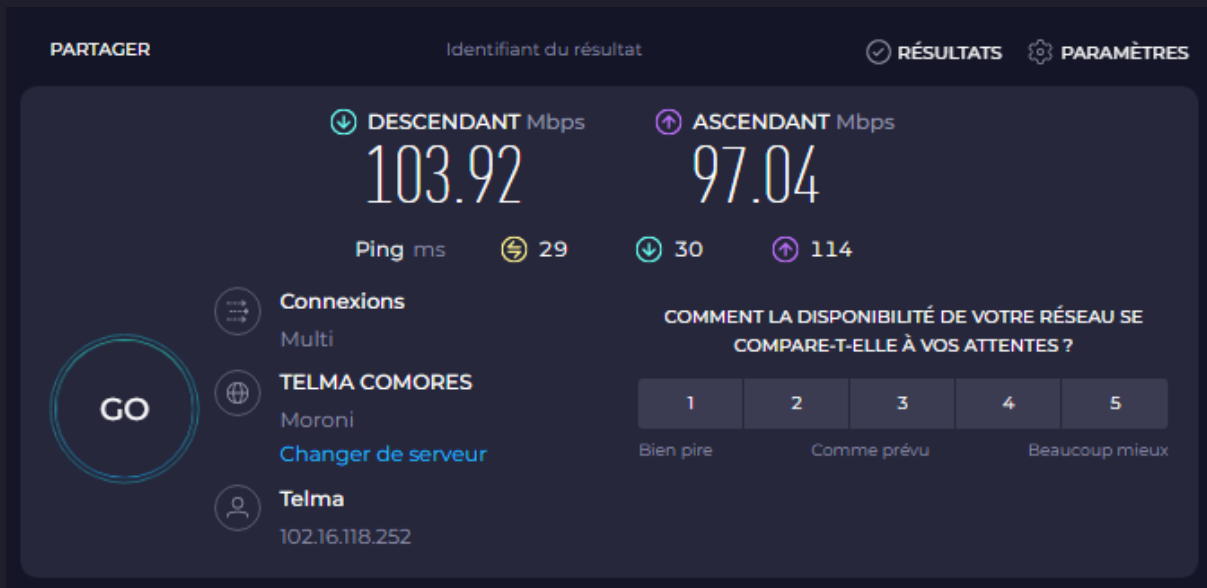 PARTAGER Identifiant du résultat RÉSULTATS PARAMÈTRES
DESCENDANT Mbps ASCENDANT Mbps
103.92 97.04
Ping ms 29 30 114
Connexions
Multi
TELMA COMORES
Moroni
Changer de serveur
Telma
102.16.118.252
GO
COMMENT LA DISPONIBILITÉ DE VOTRE RÉSEAU SE
COMPARE-T-ELLE À VOS ATTENTES ?
1 2 3 4 5
Bien pire Comme prévu Beaucoup mieux